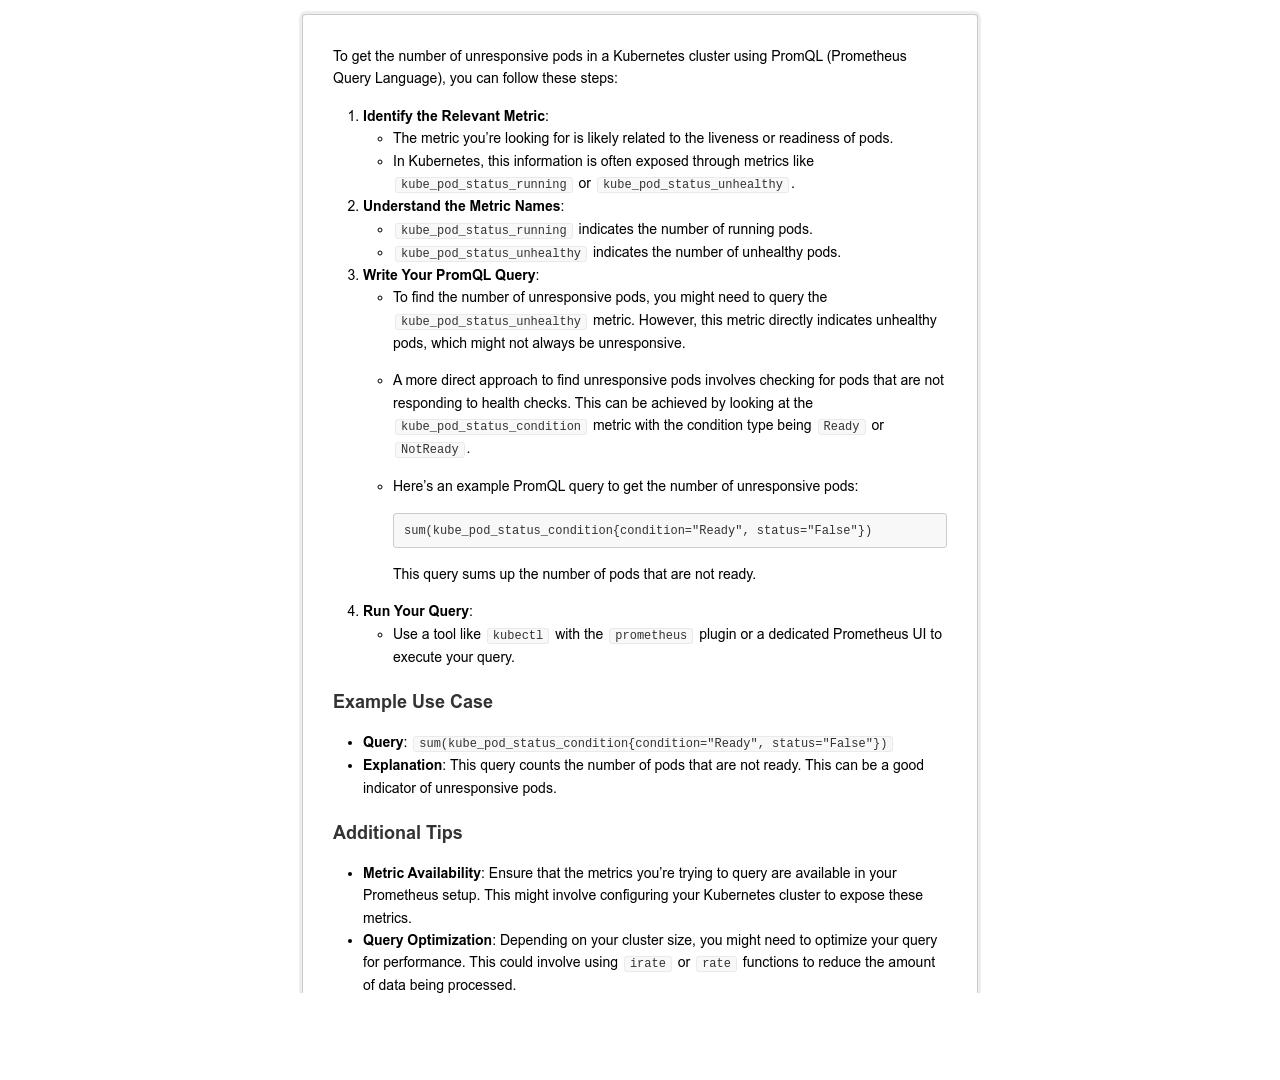 To get the number of unresponsive pods in a Kubernetes cluster using PromQL (Prometheus
Query Language), you can follow these steps:
1. Identify the Relevant Metric:
◦ The metric you’re looking for is likely related to the liveness or readiness of pods.
◦ In Kubernetes, this information is often exposed through metrics like
kube_pod_status_running or kube_pod_status_unhealthy .
2. Understand the Metric Names:
◦ kube_pod_status_running indicates the number of running pods.
◦ kube_pod_status_unhealthy indicates the number of unhealthy pods.
3. Write Your PromQL Query:
◦ To find the number of unresponsive pods, you might need to query the
kube_pod_status_unhealthy metric. However, this metric directly indicates unhealthy
pods, which might not always be unresponsive.
◦ A more direct approach to find unresponsive pods involves checking for pods that are not
responding to health checks. This can be achieved by looking at the
kube_pod_status_condition metric with the condition type being Ready or
NotReady .
◦ Here’s an example PromQL query to get the number of unresponsive pods:
sum(kube_pod_status_condition{condition="Ready", status="False"})
This query sums up the number of pods that are not ready.
4. Run Your Query:
◦ Use a tool like kubectl with the prometheus plugin or a dedicated Prometheus UI to
execute your query.
Example Use Case
• Query: sum(kube_pod_status_condition{condition="Ready", status="False"})
• Explanation: This query counts the number of pods that are not ready. This can be a good
indicator of unresponsive pods.
Additional Tips
• Metric Availability: Ensure that the metrics you’re trying to query are available in your
Prometheus setup. This might involve configuring your Kubernetes cluster to expose these
metrics.
• Query Optimization: Depending on your cluster size, you might need to optimize your query
for performance. This could involve using irate or rate functions to reduce the amount
of data being processed.